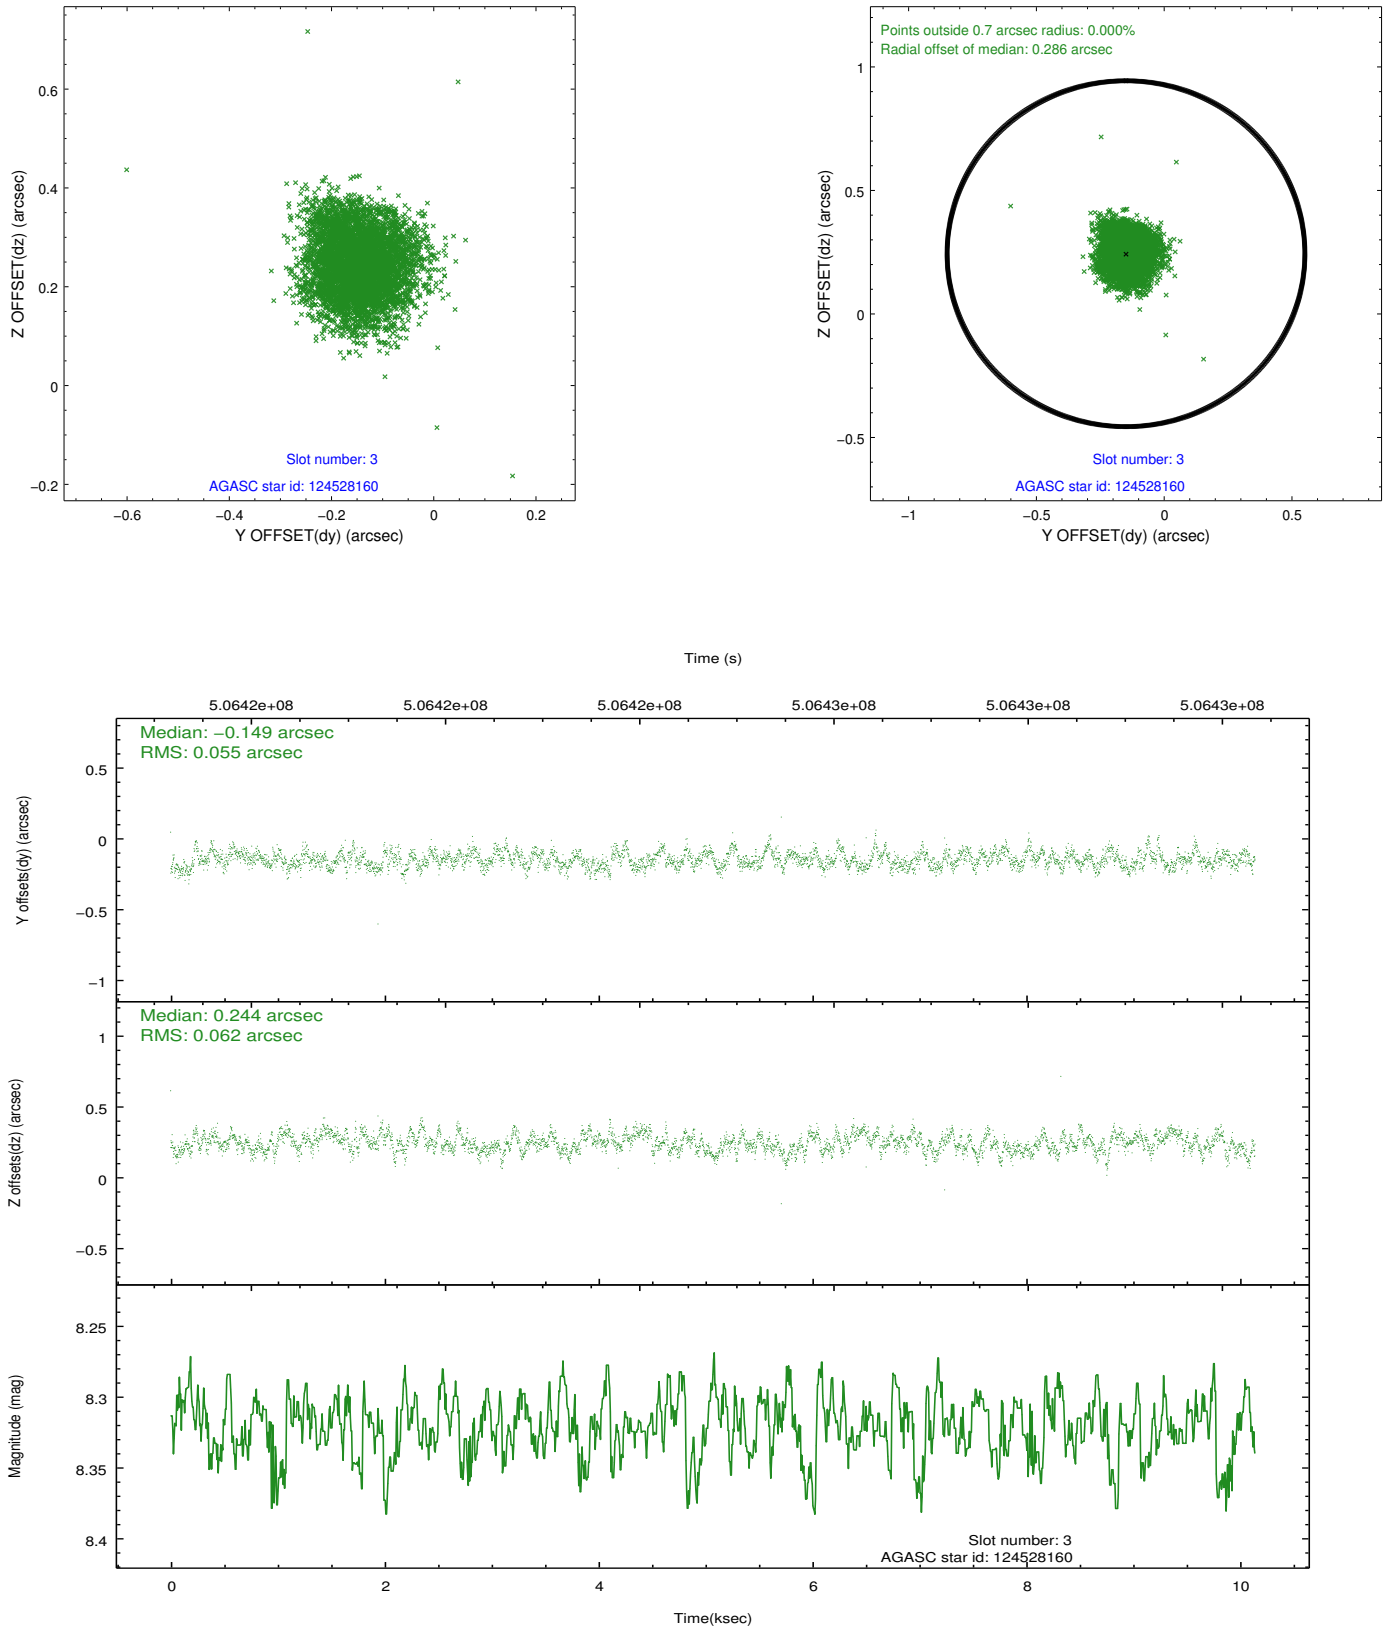 0.6
0.4
0.2
0
−0.2
Z OFFSET(dz) (arcsec)
Slot number: 3
AGASC star id: 124528160
−0.6 −0.4 −0.2 0 0.2
Y OFFSET(dy) (arcsec)
Points outside 0.7 arcsec radius: 0.000%
Radial offset of median: 0.286 arcsec
1
0.5
0
−0.5
Z OFFSET(dz) (arcsec)
Slot number: 3
AGASC star id: 124528160
−1 −0.5 0 0.5
Y OFFSET(dy) (arcsec)
Time (s)
5.0642e+08 5.0642e+08 5.0642e+08 5.0643e+08 5.0643e+08 5.0643e+08
Median: −0.149 arcsec
RMS: 0.055 arcsec
0.5
0
−0.5
−1
Y offsets(dy) (arcsec)
Median: 0.244 arcsec
RMS: 0.062 arcsec
1
0.5
0
−0.5
Z offsets(dz) (arcsec)
8.25
8.3
8.35
8.4
Magnitude (mag)
Slot number: 3
AGASC star id: 124528160
0 2 4 6 8 10
Time(ksec)